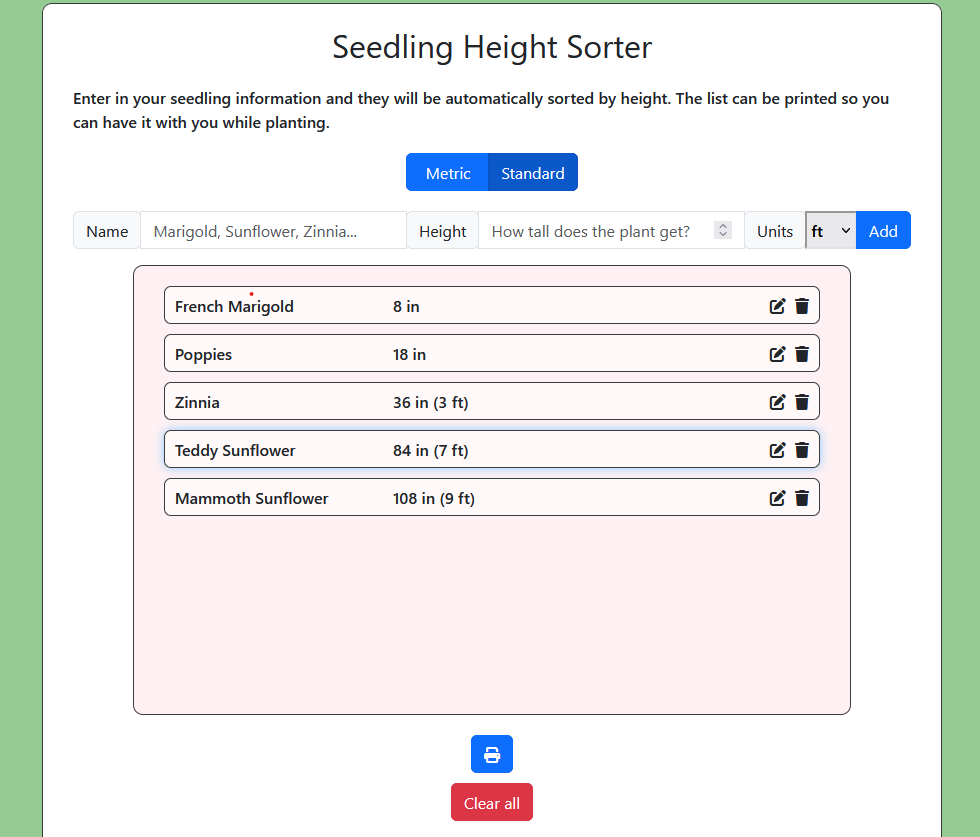 Seedling Height Sorter
Enter in your seedling information and they will be automatically sorted by height. The list can be printed so you
can have it with you while planting.
Metric Standard
Name Marigold, Sunflower, Zinnia... Height How tall does the plant get? Units ft Add
French Marigold 8 in
Poppies 18 in
Zinnia 36 in (3 ft)
Teddy Sunflower 84 in (7 ft)
Mammoth Sunflower 108 in (9 ft)
Clear all